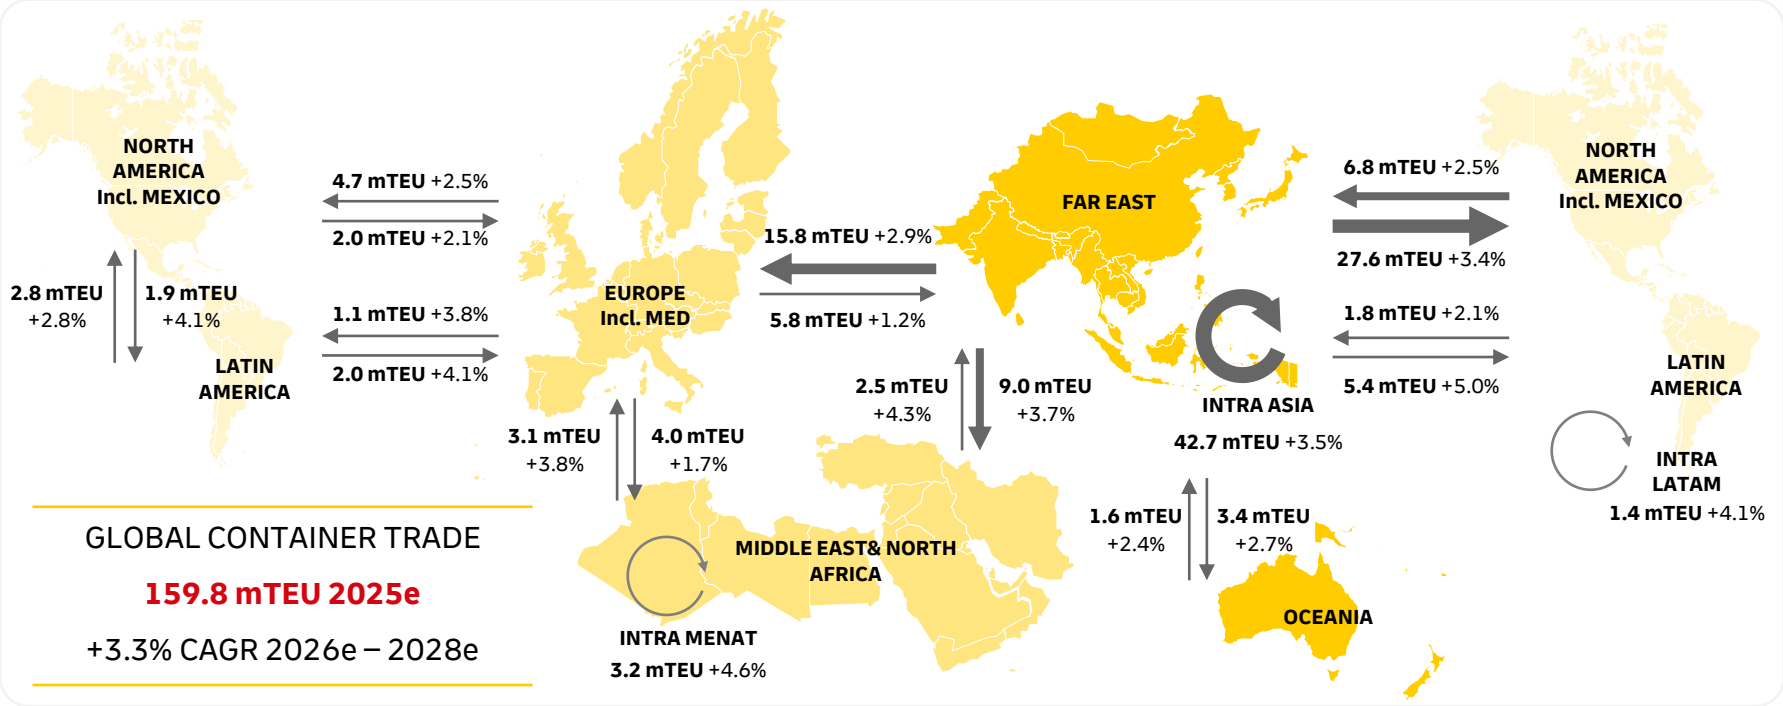 NORTH
AMERICA
Incl. MEXICO
4.7 mTEU +2.5%
2.0 mTEU +2.1%
2.8 mTEU
+2.8%
1.9 mTEU
+4.1%
1.1 mTEU +3.8%
2.0 mTEU +4.1%
LATIN
AMERICA
EUROPE
Incl. MED
15.8 mTEU +2.9%
5.8 mTEU +1.2%
FAR EAST
6.8 mTEU +2.5%
27.6 mTEU +3.4%
NORTH
AMERICA
Incl. MEXICO
1.8 mTEU +2.1%
5.4 mTEU +5.0%
LATIN
AMERICA
2.5 mTEU
+4.3%
9.0 mTEU
+3.7%
INTRA ASIA
42.7 mTEU +3.5%
3.1 mTEU
+3.8%
4.0 mTEU
+1.7%
INTRA
LATAM
1.4 mTEU +4.1%
1.6 mTEU
+2.4%
3.4 mTEU
+2.7%
MIDDLE EAST& NORTH
AFRICA
OCEANIA
INTRA MENAT
3.2 mTEU +4.6%
GLOBAL CONTAINER TRADE
159.8 mTEU 2025e
+3.3% CAGR 2026e – 2028e